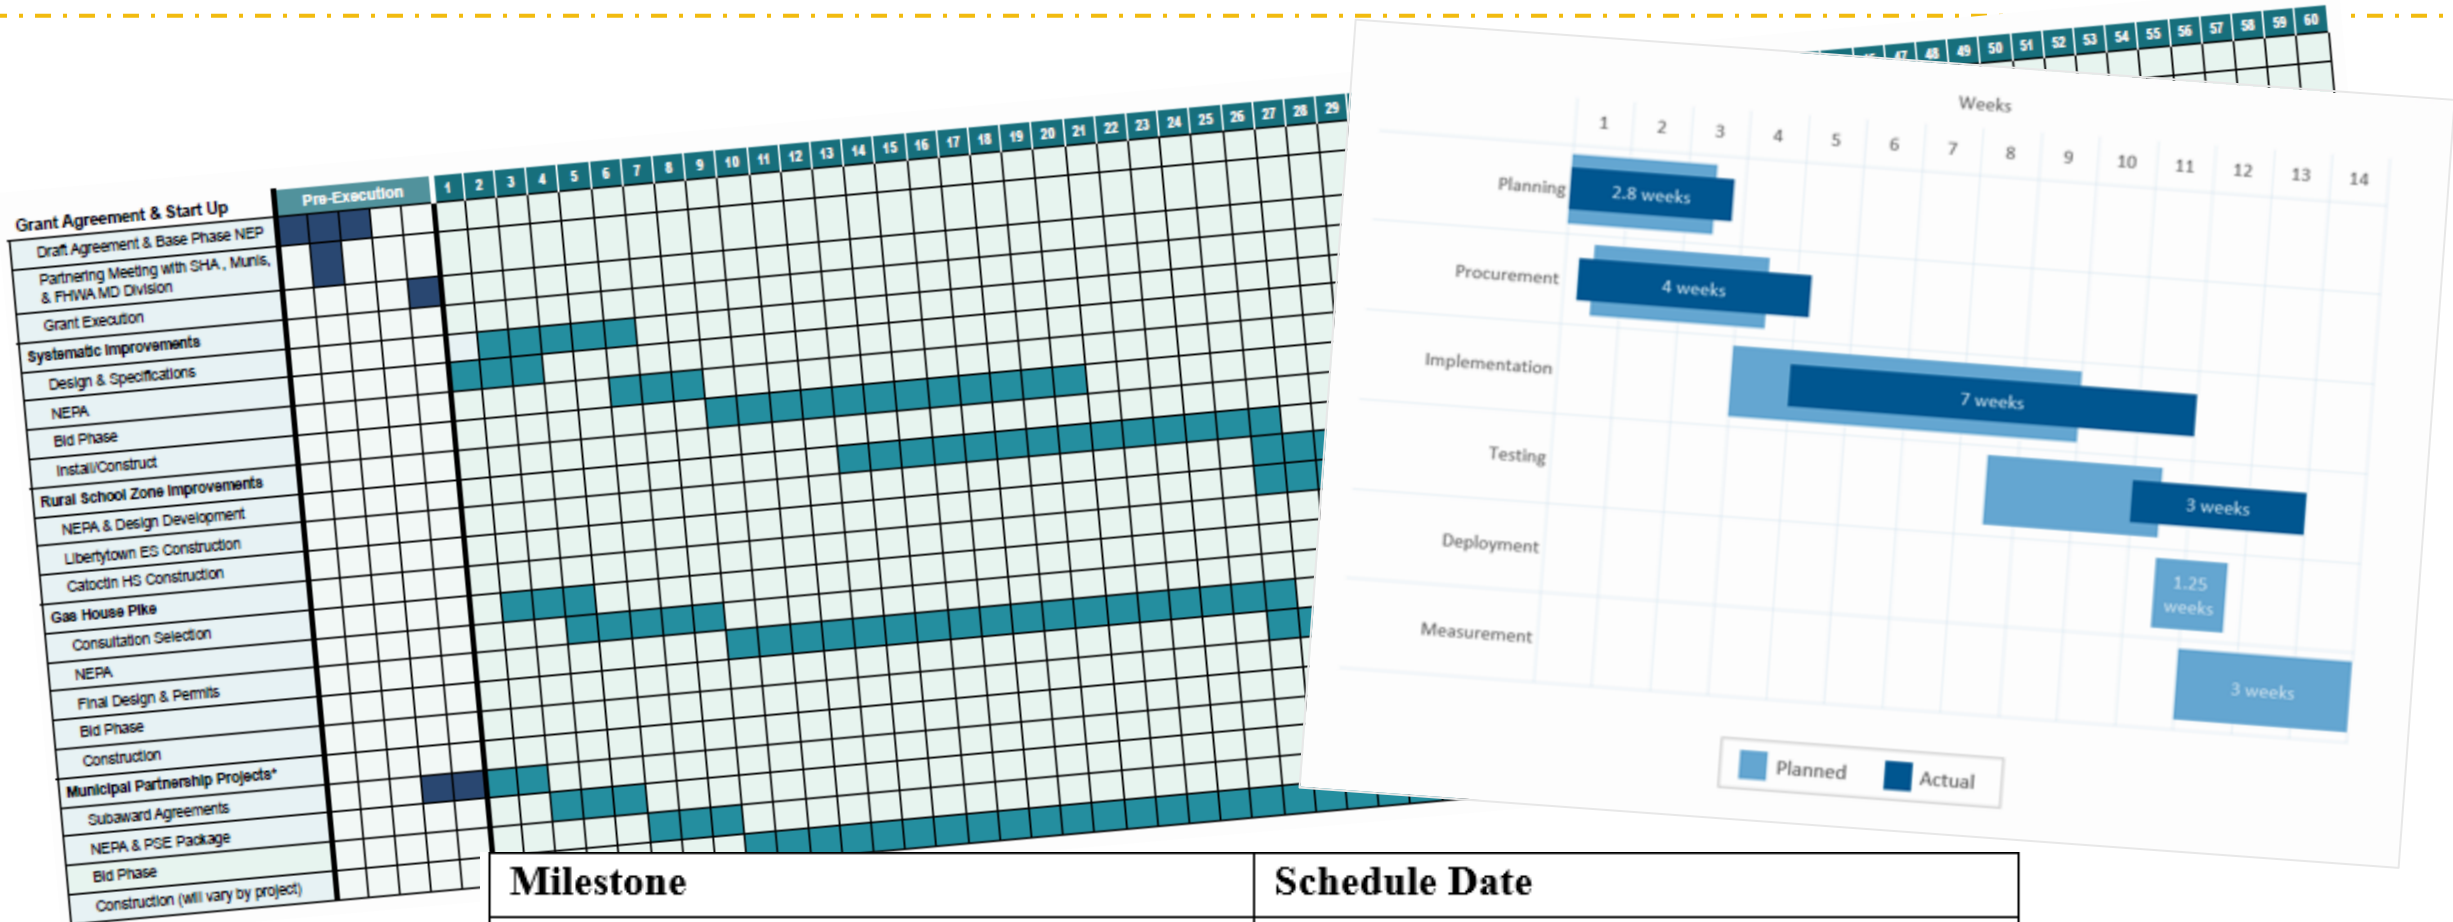 Grant Agreement & Start Up
Pre-Execution
1 2 3 4 5 6 7 8 9 10 11 12 13 14 15 16 17 18 19 20 21 22 23 24 25 26 27 28 29
47 48 49 50 51 52 53 54 55 56 57 58 59 60
Draft Agreement & Base Phase NEP
Partnering Meeting with SHA, Munis,
& FHWA MD Division
Grant Execution
Systematic Improvements
Design & Specifications
NEPA
Bid Phase
Install/Construct
Rural School Zone Improvements
NEPA & Design Development
Libertytown ES Construction
Catoctin HS Construction
Gas House Pike
Consultation Selection
NEPA
Final Design & Permits
Bid Phase
Construction
Municipal Partnership Projects*
Subaward Agreements
NEPA & PSE Package
Bid Phase
Construction (will vary by project)
Weeks
1 2 3 4 5 6 7 8 9 10 11 12 13 14
Planning
2.8 weeks
Procurement
4 weeks
Implementation
7 weeks
Testing
3 weeks
Deployment
1.25
weeks
Measurement
3 weeks
Planned
Actual
Milestone
Schedule Date